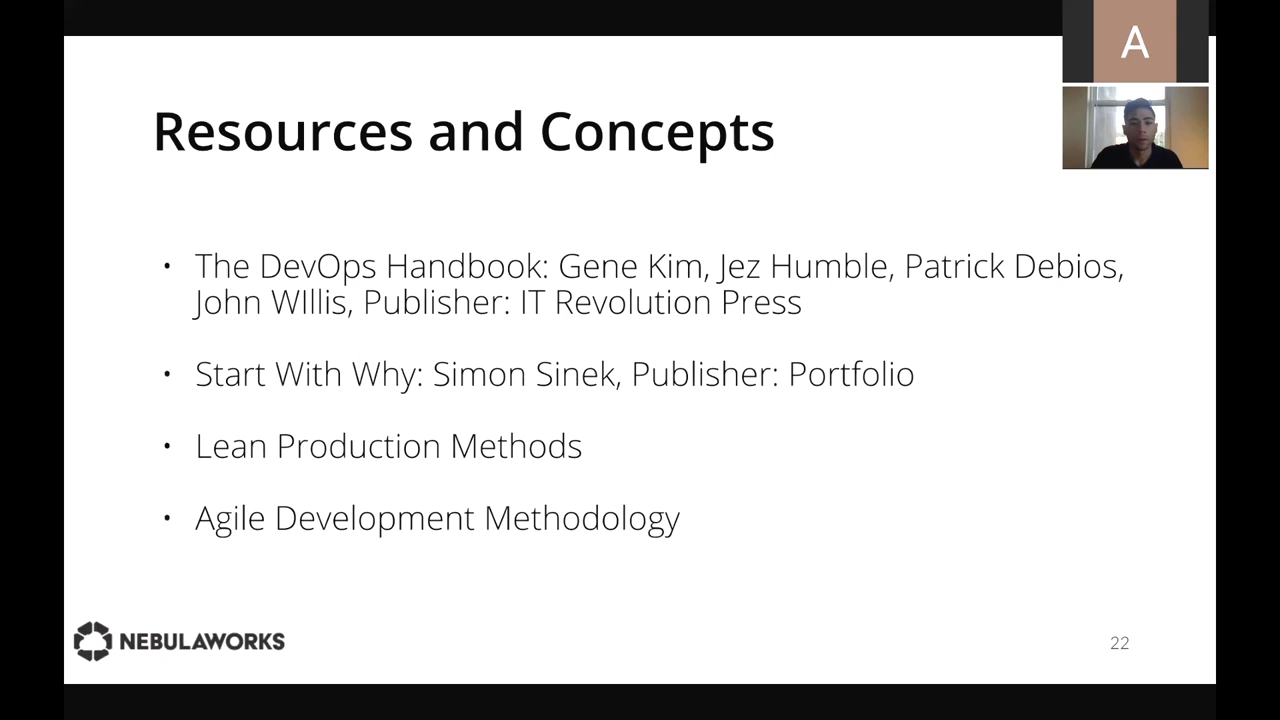 A
Resources and Concepts
• The DevOps Handbook: Gene Kim, Jez Humble, Patrick Debios,
John WIllis, Publisher: IT Revolution Press
• Start With Why: Simon Sinek, Publisher: Portfolio
• Lean Production Methods
• Agile Development Methodology
NEBULAWORKS
22